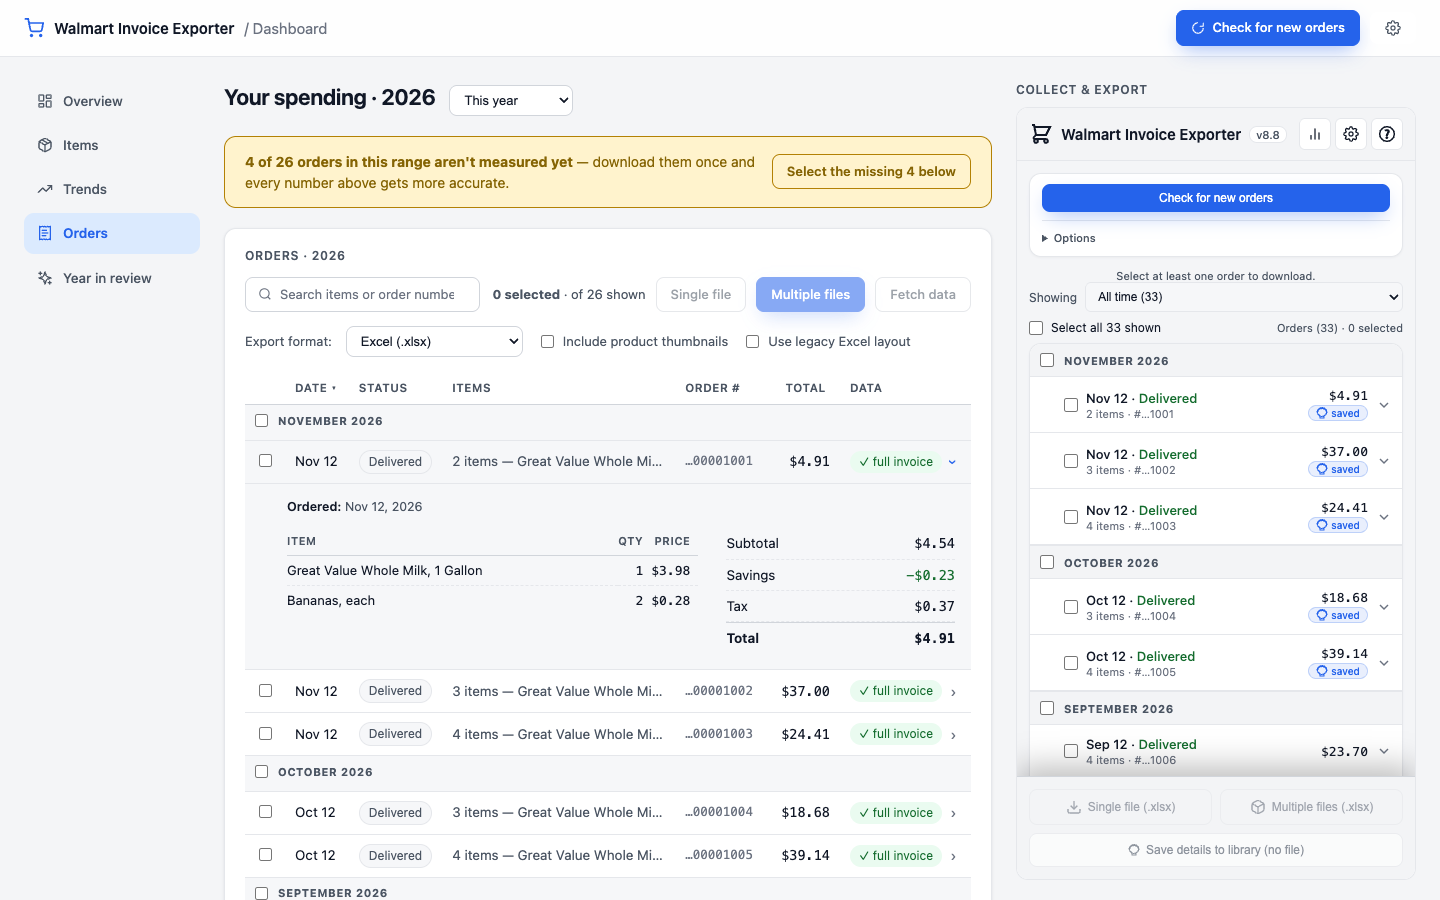 Walmart Invoice Exporter / Dashboard
Check for new orders
Overview
Items
Trends
Orders
Year in review
Your spending · 2026
This year
4 of 26 orders in this range aren't measured yet — download them once and
every number above gets more accurate.
Select the missing 4 below
ORDERS · 2026
Search items or order numbe
0 selected · of 26 shown
Single file
Multiple files
Fetch data
Export format:
Excel (.xlsx)
Include product thumbnails
Use legacy Excel layout
DATE STATUS ITEMS ORDER # TOTAL DATA
NOVEMBER 2026
Nov 12 Delivered 2 items — Great Value Whole Mi... …00001001 $4.91 ✓ full invoice
Ordered: Nov 12, 2026
ITEM QTY PRICE
Great Value Whole Milk, 1 Gallon 1 $3.98
Bananas, each 2 $0.28
Subtotal $4.54
Savings −$0.23
Tax $0.37
Total $4.91
Nov 12 Delivered 3 items — Great Value Whole Mi... …00001002 $37.00 ✓ full invoice ›
Nov 12 Delivered 4 items — Great Value Whole Mi... …00001003 $24.41 ✓ full invoice ›
OCTOBER 2026
Oct 12 Delivered 3 items — Great Value Whole Mi... …00001004 $18.68 ✓ full invoice ›
Oct 12 Delivered 4 items — Great Value Whole Mi... …00001005 $39.14 ✓ full invoice ›
SEPTEMBER 2026
COLLECT & EXPORT
Walmart Invoice Exporter v8.8
Check for new orders
Options
Select at least one order to download.
Showing All time (33)
Select all 33 shown Orders (33) · 0 selected
NOVEMBER 2026
Nov 12 · Delivered $4.91
2 items · #...1001 saved
Nov 12 · Delivered $37.00
3 items · #...1002 saved
Nov 12 · Delivered $24.41
4 items · #...1003 saved
OCTOBER 2026
Oct 12 · Delivered $18.68
3 items · #...1004 saved
Oct 12 · Delivered $39.14
4 items · #...1005 saved
SEPTEMBER 2026
Sep 12 · Delivered $23.70
4 items · #...1006
Single file (.xlsx)
Multiple files (.xlsx)
Save details to library (no file)